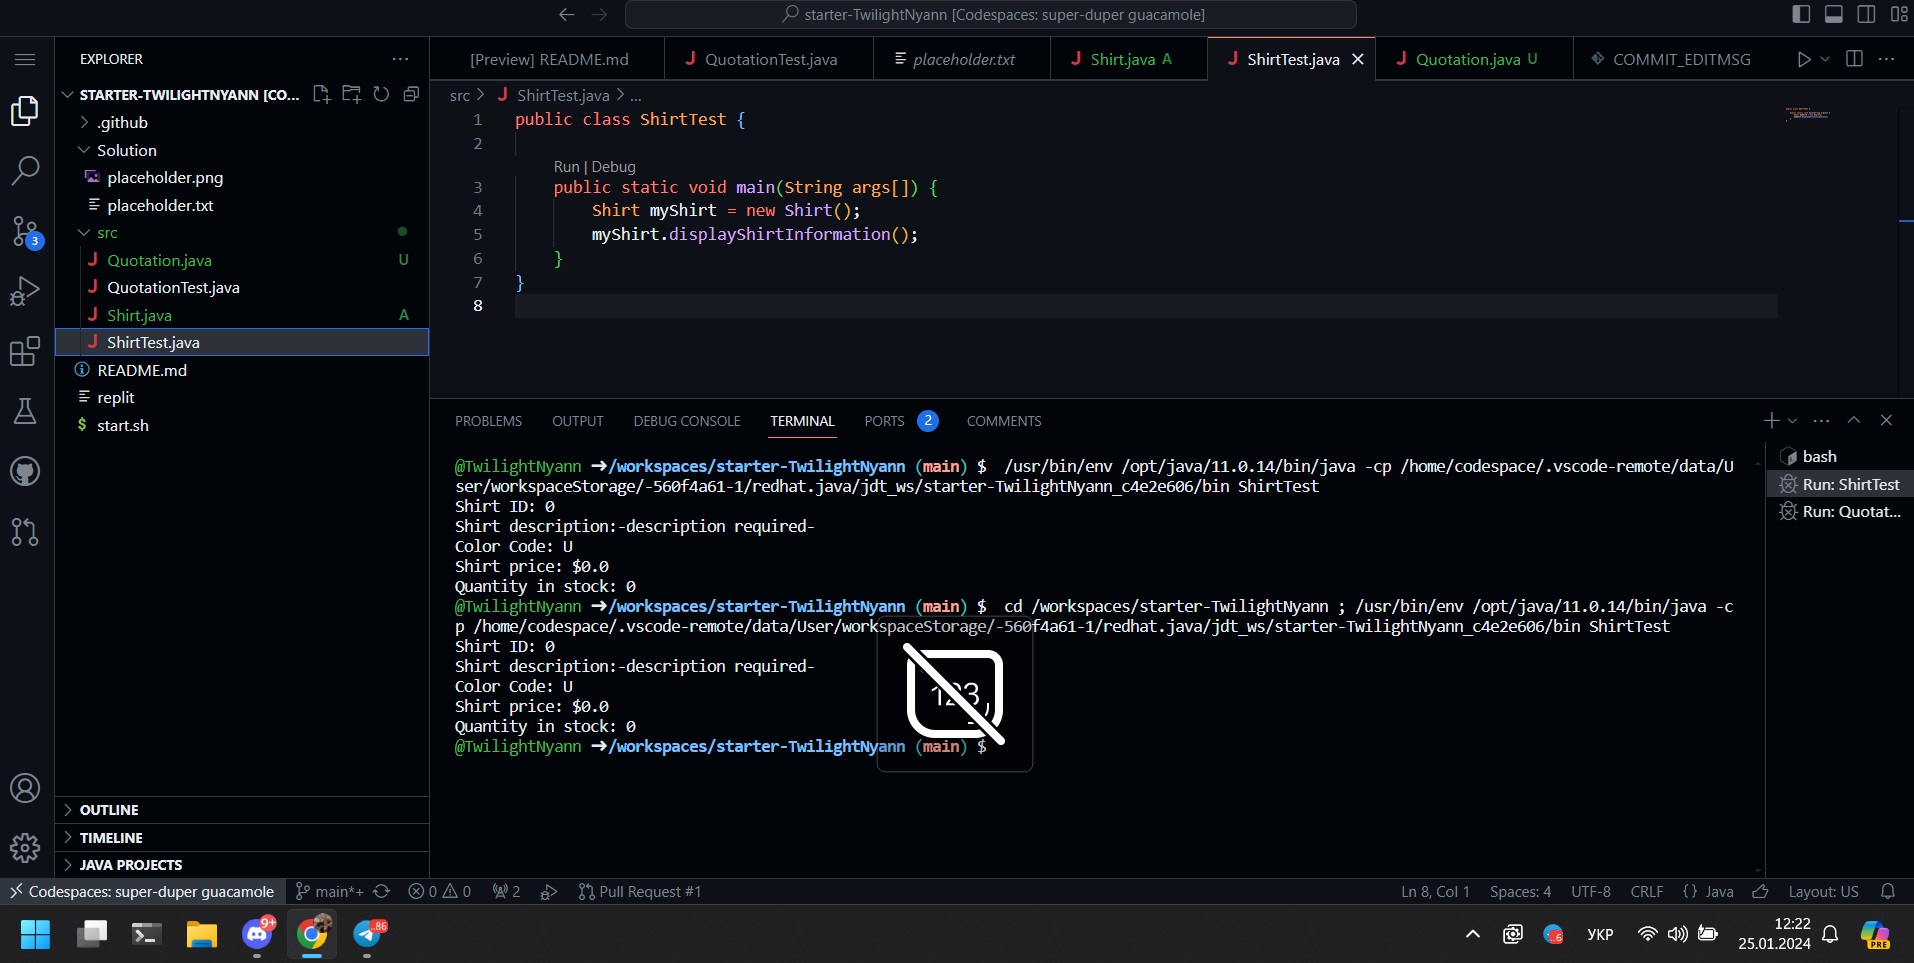 starter-TwilightNyann [Codespaces: super-duper guacamole]
EXPLORER
[Preview] README.md
QuotationTest.java
placeholder.txt
Shirt.java A
ShirtTest.java
Quotation.java U
COMMIT_EDITMSG
STARTER-TWILIGHTNYANN [CO...
.github
Solution
placeholder.png
placeholder.txt
src
Quotation.java U
QuotationTest.java
Shirt.java A
ShirtTest.java
README.md
replit
start.sh
3
src > ShirtTest.java > ...
1 public class ShirtTest {
2
Run | Debug
3 public static void main(String args[]) {
4 Shirt myShirt = new Shirt();
5 myShirt.displayShirtInformation();
6 }
7 }
8
PROBLEMS OUTPUT DEBUG CONSOLE TERMINAL PORTS 2 COMMENTS
@TwilightNyann ➜/workspaces/starter-TwilightNyann (main) $ /usr/bin/env /opt/java/11.0.14/bin/java -cp /home/codespace/.vscode-remote/data/U
ser/workspaceStorage/-560f4a61-1/redhat.java/jdt_ws/starter-TwilightNyann_c4e2e606/bin ShirtTest
Shirt ID: 0
Shirt description:-description required-
Color Code: U
Shirt price: $0.0
Quantity in stock: 0
@TwilightNyann ➜/workspaces/starter-TwilightNyann (main) $ cd /workspaces/starter-TwilightNyann ; /usr/bin/env /opt/java/11.0.14/bin/java -c
p /home/codespace/.vscode-remote/data/User/workspaceStorage/-560f4a61-1/redhat.java/jdt_ws/starter-TwilightNyann_c4e2e606/bin ShirtTest
Shirt ID: 0
Shirt description:-description required-
Color Code: U
Shirt price: $0.0
Quantity in stock: 0
@TwilightNyann ➜/workspaces/starter-TwilightNyann (main) $
123
bash
Run: ShirtTest
Run: Quotat...
OUTLINE
TIMELINE
JAVA PROJECTS
Codespaces: super-duper guacamole
main*+
0 0
2
Pull Request #1
Ln 8, Col 1
Spaces: 4
UTF-8
CRLF
{} Java
Layout: US
9+
..86
..6
УКР
12:22
25.01.2024
PRE